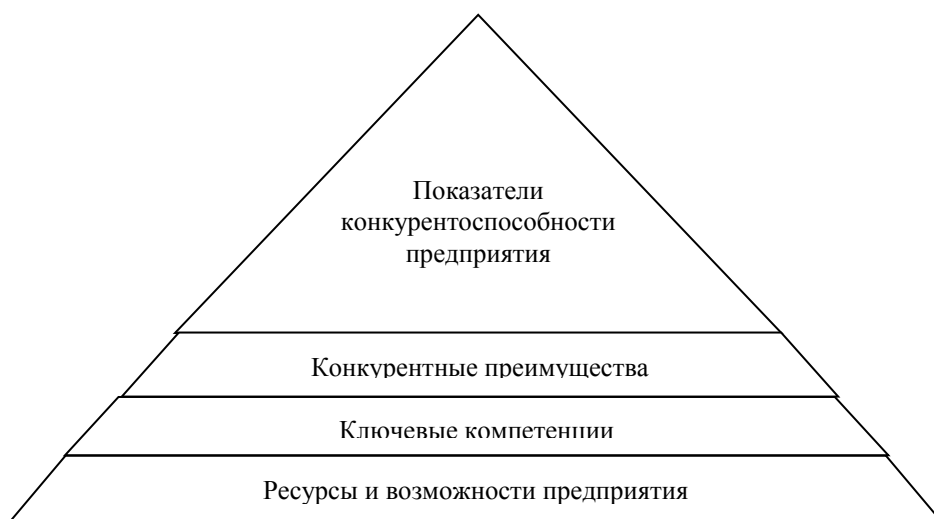 Показатели
конкурентоспособности
предприятия
Конкурентные преимущества
Ключевые компетенции
Ресурсы и возможности предприятия